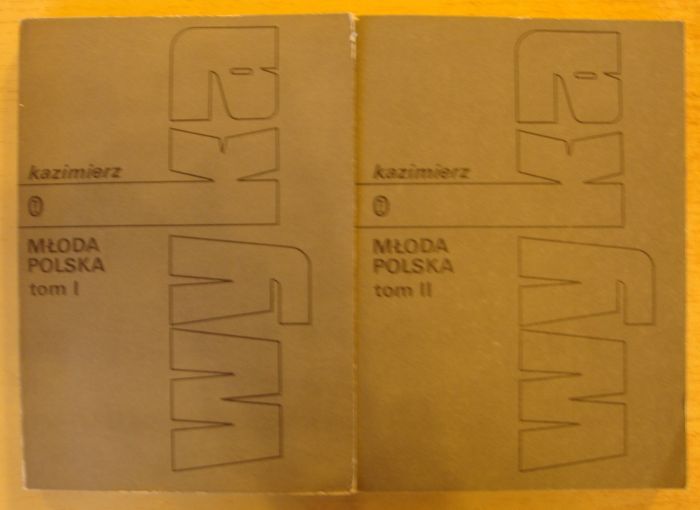 kazimierz
wyka
MŁODA
POLSKA
tom I
kazimierz
wyka
MŁODA
POLSKA
tom II